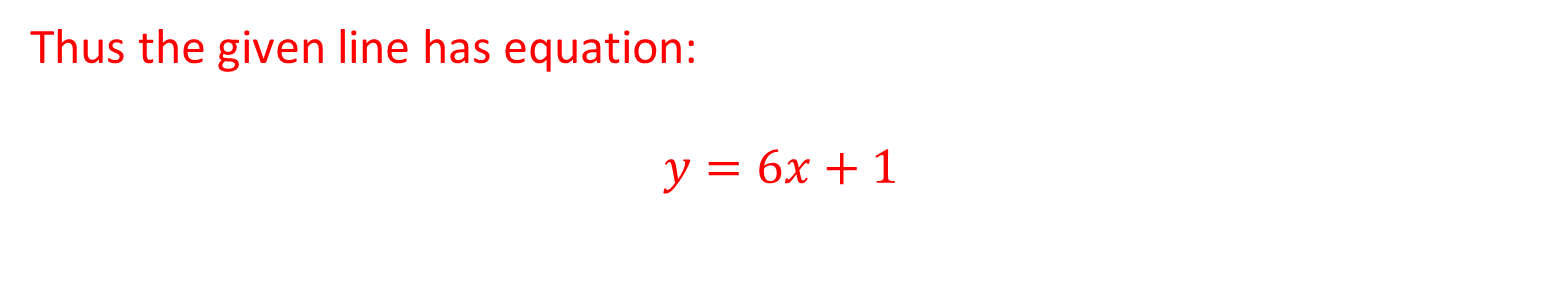 Thus the given line has equation:
y = 6x + 1